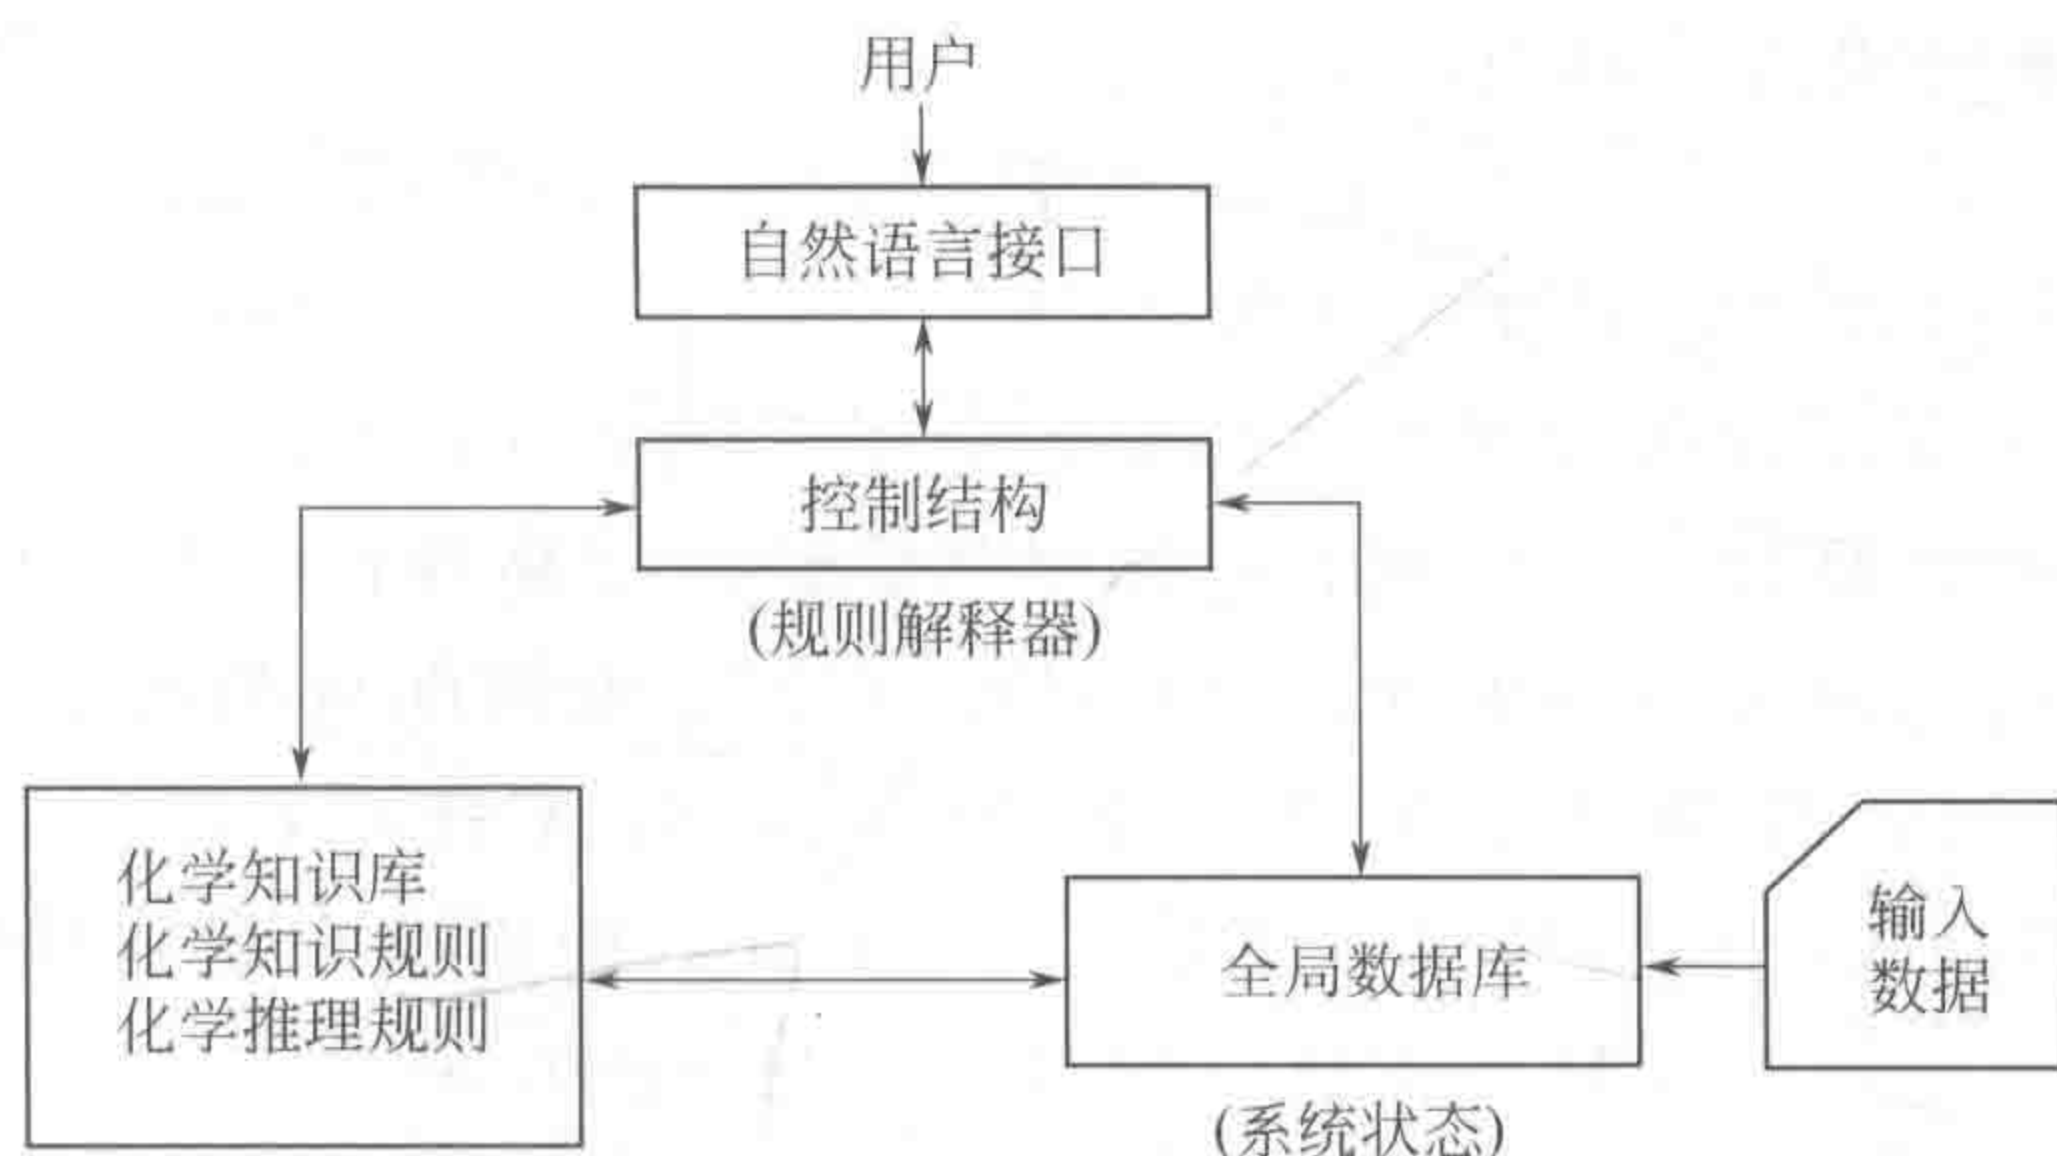 用户
自然语言接口
控制结构
(规则解释器)
化学知识库
化学知识规则
化学推理规则
全局数据库
(系统状态)
输入
数据